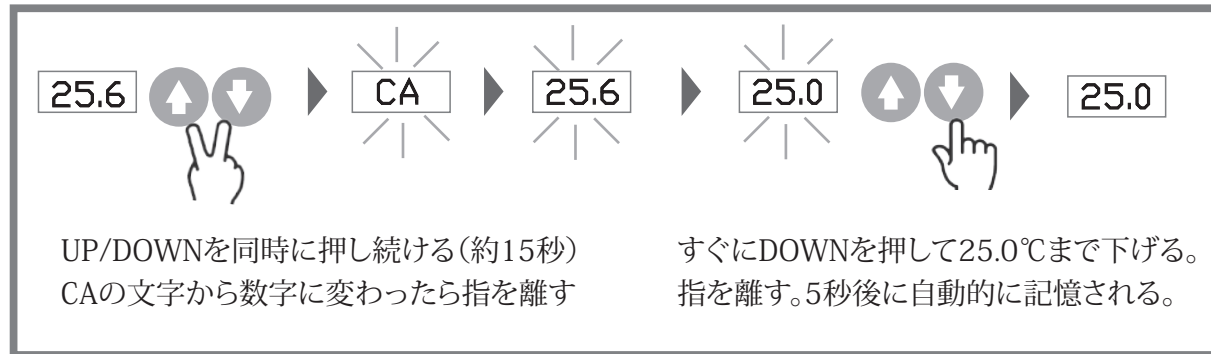 25.6 CA 25.6 25.0 25.0
UP/DOWNを同時に押し続ける(約15秒)
CAの文字から数字に変わったら指を離す
すぐにDOWNを押して25.0℃まで下げる。
指を離す。5秒後に自動的に記憶される。